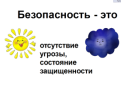 Безопасность - это
отсутствие
угрозы,
состояние
защищенности